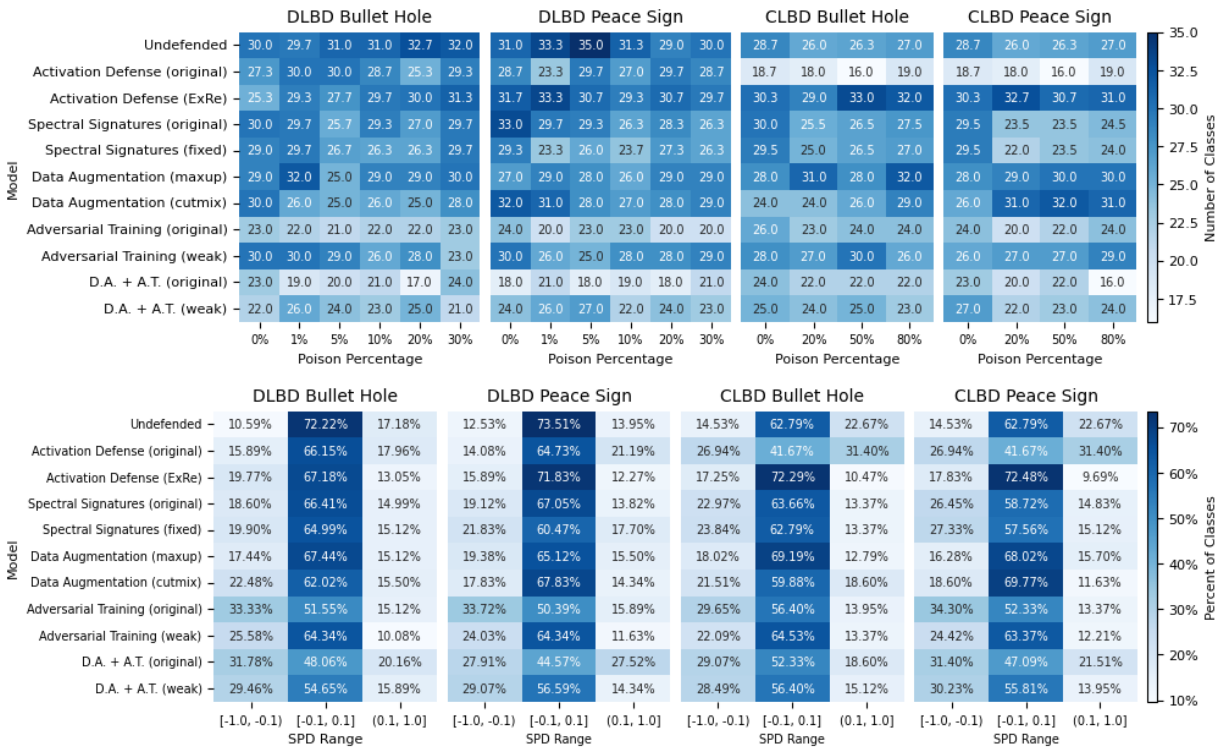 DLBD Bullet Hole DLBD Peace Sign CLBD Bullet Hole CLBD Peace Sign
Undefended 30.0 29.7 31.0 31.0 32.7 32.0 31.0 33.3 35.0 31.3 29.0 30.0 28.7 26.0 26.3 27.0 28.7 26.0 26.3 27.0
Activation Defense (original) 27.3 30.0 30.0 28.7 25.3 29.3 28.7 23.3 29.7 27.0 29.7 28.7 18.7 18.0 16.0 19.0 18.7 18.0 16.0 19.0
Activation Defense (ExRe) 25.3 29.3 27.7 29.7 30.0 31.3 31.7 33.3 30.7 29.3 30.7 29.7 30.3 29.0 33.0 32.0 30.3 32.7 30.7 31.0
Spectral Signatures (original) 30.0 29.7 25.7 29.3 27.0 29.7 33.0 29.7 29.3 26.3 28.3 26.3 30.0 25.5 26.5 27.5 29.5 23.5 23.5 24.5
Spectral Signatures (fixed) 29.0 29.7 26.7 26.3 26.3 29.7 29.3 23.3 26.0 23.7 27.3 26.3 29.5 25.0 26.5 27.0 29.5 22.0 23.5 24.0
Data Augmentation (maxup) 29.0 32.0 25.0 29.0 29.0 30.0 27.0 29.0 28.0 26.0 29.0 29.0 28.0 31.0 28.0 32.0 28.0 29.0 30.0 30.0
Data Augmentation (cutmix) 30.0 26.0 25.0 26.0 25.0 28.0 32.0 31.0 28.0 27.0 28.0 29.0 24.0 24.0 26.0 29.0 26.0 31.0 32.0 31.0
Adversarial Training (original) 23.0 22.0 21.0 22.0 22.0 23.0 24.0 20.0 23.0 23.0 20.0 20.0 26.0 23.0 24.0 24.0 24.0 20.0 22.0 24.0
Adversarial Training (weak) 30.0 30.0 29.0 26.0 28.0 23.0 30.0 26.0 25.0 28.0 28.0 29.0 28.0 27.0 30.0 26.0 26.0 27.0 27.0 29.0
D.A. + A.T. (original) 23.0 19.0 20.0 21.0 17.0 24.0 18.0 21.0 18.0 19.0 18.0 21.0 24.0 22.0 22.0 22.0 23.0 20.0 22.0 16.0
D.A. + A.T. (weak) 22.0 26.0 24.0 23.0 25.0 21.0 24.0 26.0 27.0 22.0 24.0 23.0 25.0 24.0 25.0 23.0 27.0 22.0 23.0 24.0
0% 1% 5% 10% 20% 30% 0% 1% 5% 10% 20% 30% 0% 20% 50% 80% 0% 20% 50% 80%
Poison Percentage Poison Percentage Poison Percentage Poison Percentage
Model
35.0
32.5
30.0
27.5
25.0
22.5
20.0
17.5
Number of Classes
DLBD Bullet Hole DLBD Peace Sign CLBD Bullet Hole CLBD Peace Sign
Undefended 10.59% 72.22% 17.18% 12.53% 73.51% 13.95% 14.53% 62.79% 22.67% 14.53% 62.79% 22.67%
Activation Defense (original) 15.89% 66.15% 17.96% 14.08% 64.73% 21.19% 26.94% 41.67% 31.40% 26.94% 41.67% 31.40%
Activation Defense (ExRe) 19.77% 67.18% 13.05% 15.89% 71.83% 12.27% 17.25% 72.29% 10.47% 17.83% 72.48% 9.69%
Spectral Signatures (original) 18.60% 66.41% 14.99% 19.12% 67.05% 13.82% 22.97% 63.66% 13.37% 26.45% 58.72% 14.83%
Spectral Signatures (fixed) 19.90% 64.99% 15.12% 21.83% 60.47% 17.70% 23.84% 62.79% 13.37% 27.33% 57.56% 15.12%
Data Augmentation (maxup) 17.44% 67.44% 15.12% 19.38% 65.12% 15.50% 18.02% 69.19% 12.79% 16.28% 68.02% 15.70%
Data Augmentation (cutmix) 22.48% 62.02% 15.50% 17.83% 67.83% 14.34% 21.51% 59.88% 18.60% 18.60% 69.77% 11.63%
Adversarial Training (original) 33.33% 51.55% 15.12% 33.72% 50.39% 15.89% 29.65% 56.40% 13.95% 34.30% 52.33% 13.37%
Adversarial Training (weak) 25.58% 64.34% 10.08% 24.03% 64.34% 11.63% 22.09% 64.53% 13.37% 24.42% 63.37% 12.21%
D.A. + A.T. (original) 31.78% 48.06% 20.16% 27.91% 44.57% 27.52% 29.07% 52.33% 18.60% 31.40% 47.09% 21.51%
D.A. + A.T. (weak) 29.46% 54.65% 15.89% 29.07% 56.59% 14.34% 28.49% 56.40% 15.12% 30.23% 55.81% 13.95%
[-1.0, -0.1) [-0.1, 0.1] (0.1, 1.0] [-1.0, -0.1) [-0.1, 0.1] (0.1, 1.0] [-1.0, -0.1) [-0.1, 0.1] (0.1, 1.0] [-1.0, -0.1) [-0.1, 0.1] (0.1, 1.0]
SPD Range SPD Range SPD Range SPD Range
Model
70%
60%
50%
40%
30%
20%
10%
Percent of Classes